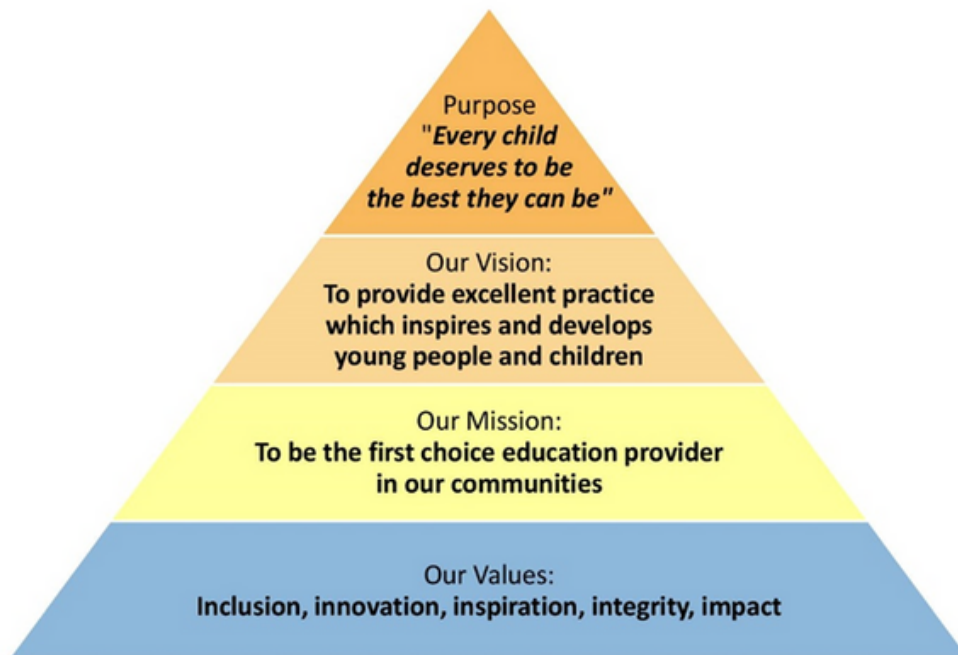 Purpose
"Every child
deserves to be
the best they can be"
Our Vision:
To provide excellent practice
which inspires and develops
young people and children
Our Mission:
To be the first choice education provider
in our communities
Our Values:
Inclusion, innovation, inspiration, integrity, impact